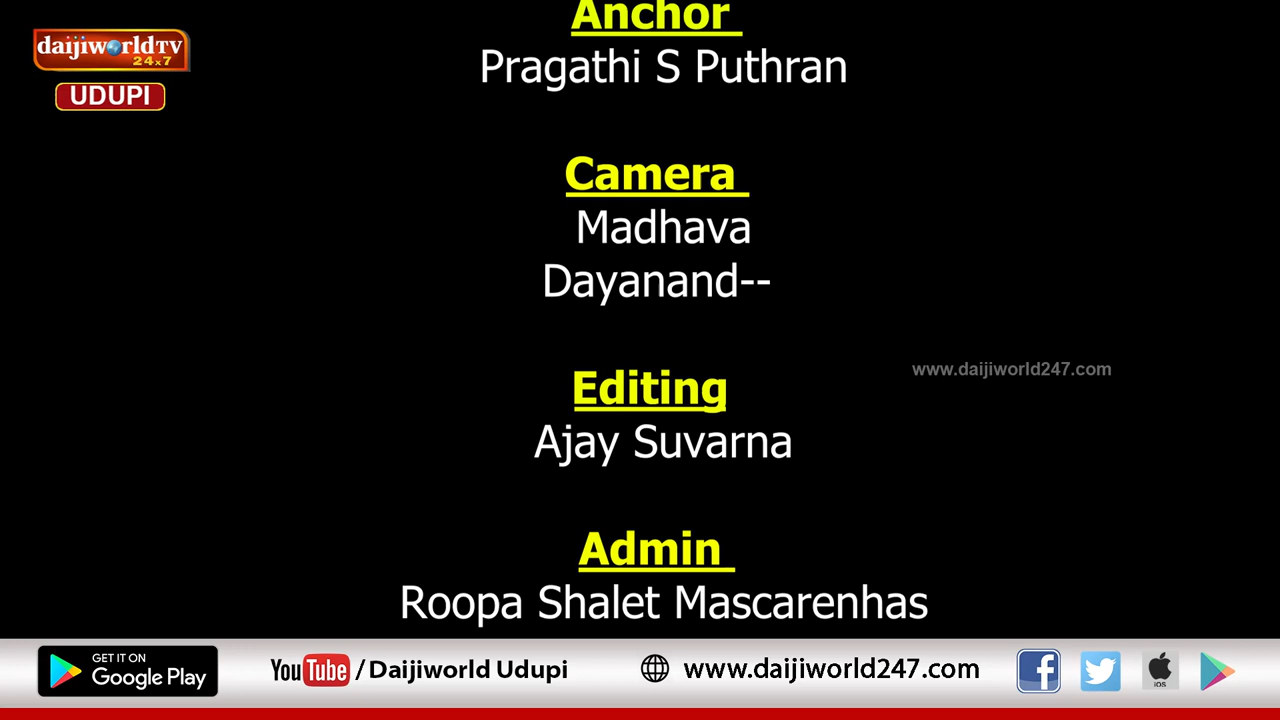 Anchor
daijiworldTV
24x7
Pragathi S Puthran
UDUPI
Camera
Madhava
Dayanand--
www.daijiworld247.com
Editing
Ajay Suvarna
Admin
Roopa Shalet Mascarenhas
GET IT ON
Google Play
YouTube /Daijiworld Udupi
www.daijiworld247.com
f
iOS